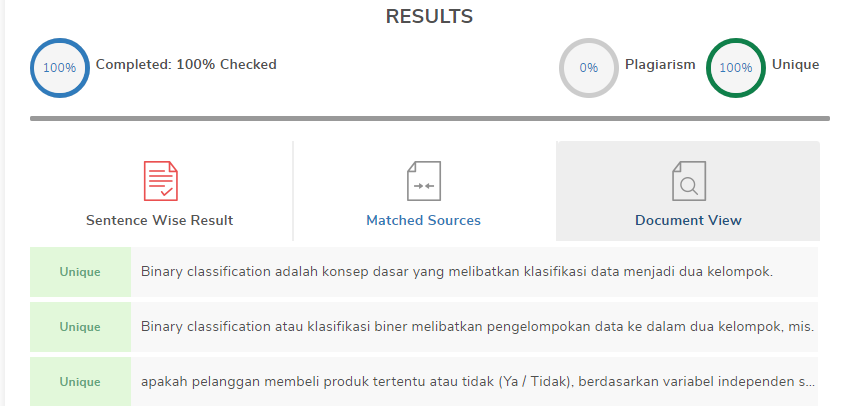 RESULTS
100% Completed: 100% Checked 0% Plagiarism 100% Unique
Sentence Wise Result Matched Sources Document View
Unique Binary classification adalah konsep dasar yang melibatkan klasifikasi data menjadi dua kelompok.
Unique Binary classification atau klasifikasi biner melibatkan pengelompokan data ke dalam dua kelompok, mis.
Unique apakah pelanggan membeli produk tertentu atau tidak (Ya / Tidak), berdasarkan variabel independen s...